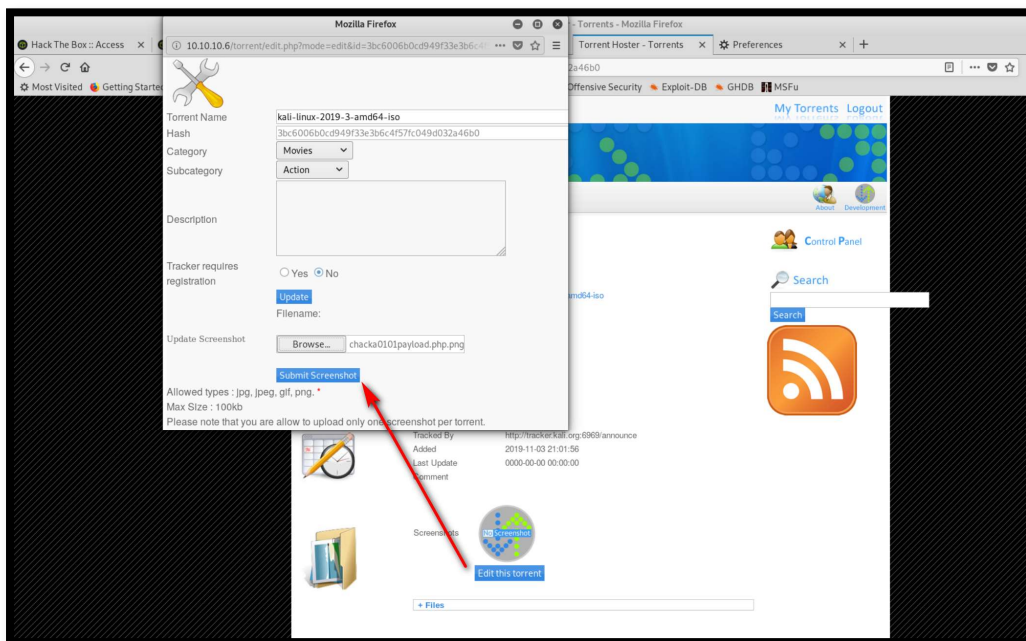 Mozilla Firefox
- Torrents - Mozilla Firefox
Hack The Box :: Access
10.10.10.6/torrent/edit.php?mode=edit&id=3bc6006b0cd949f33e3b6c4
Torrent Hoster - Torrents
Preferences
2a46b0
Most Visited
Getting Starte
Offensive Security
Exploit-DB
GHDB
MSFu
My Torrents Logout
Torrent Name
kali-linux-2019-3-amd64-iso
Hash
3bc6006b0cd949f33e3b6c4f57fc049d032a46b0
Category
Movies
Subcategory
Action
Description
About
Development
Control Panel
Tracker requires
registration
Yes
No
Search
Update
md64-iso
Filename:
Search
Update Screenshot
Browse...
chacka0101payload.php.png
Submit Screenshot
Allowed types : jpg, jpeg, gif, png. *
Max Size : 100kb
Please note that you are allow to upload only one screenshot per torrent.
Tracked By
http://tracker.kali.org:6969/announce
Added
2019-11-03 21:01:56
Last Update
0000-00-00 00:00:00
Comment
Screenshots
No Screenshot
Edit this torrent
+ Files